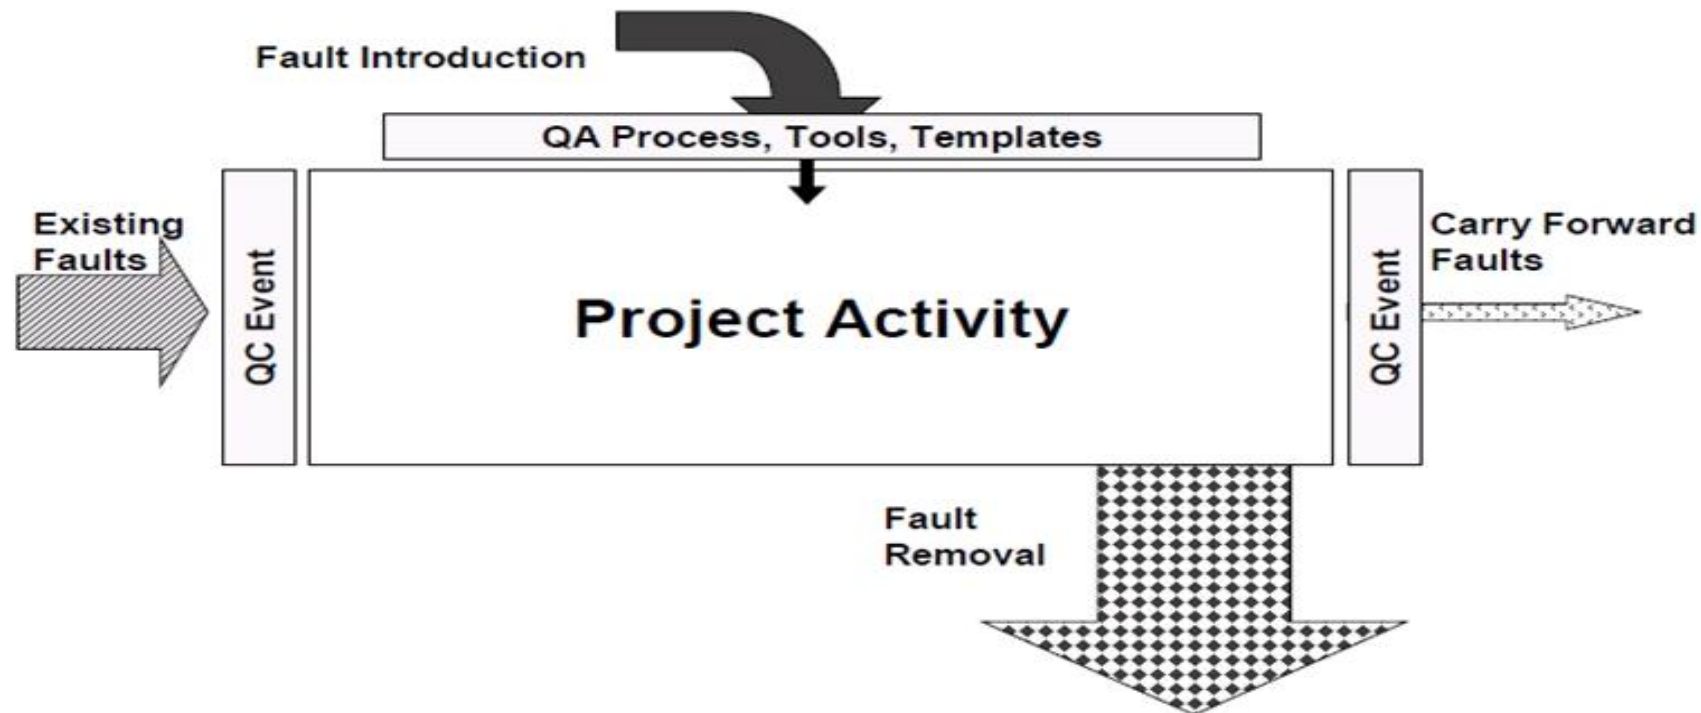 Fault Introduction
QA Process, Tools, Templates
Existing
Faults
QC Event
Project Activity
QC Event
Carry Forward
Faults
Fault
Removal